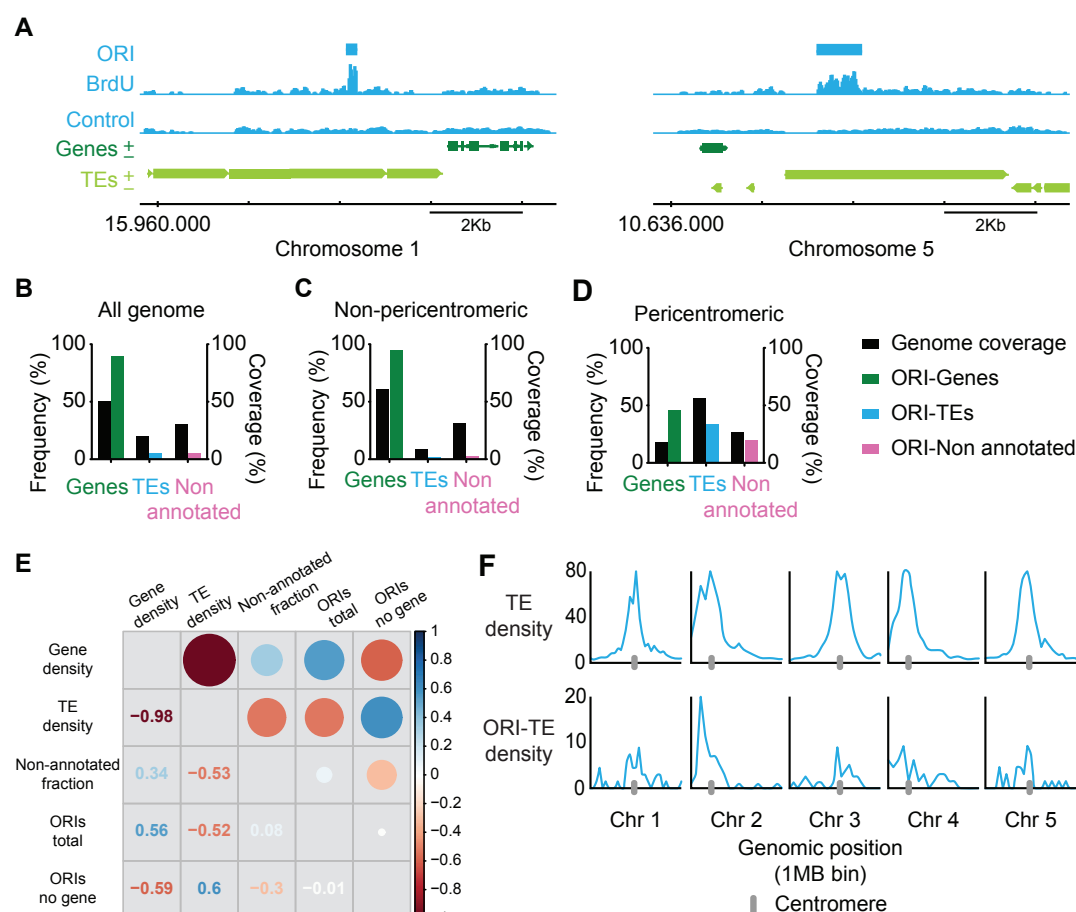 A
ORI
BrdU
Control
Genes ±
TEs ±
15.960.000
2Kb
Chromosome 1
10.636.000
2Kb
Chromosome 5
B
All genome
Frequency (%)
100
50
0
100
50
0
Coverage (%)
Genes TEs Non
annotated
C
Non-pericentromeric
Frequency (%)
100
50
0
100
50
0
Coverage (%)
Genes TEs Non
annotated
D
Pericentromeric
Frequency (%)
100
50
0
100
50
0
Coverage (%)
Genes TEs Non
annotated
Genome coverage
ORI-Genes
ORI-TEs
ORI-Non annotated
E
Gene
density
TE
density
Non-annotated
fraction
ORIs
total
ORIs
no gene
Gene
density
TE
density
−0.98
Non-annotated
fraction
0.34 −0.53
ORIs
total
0.56 −0.52 0.08
ORIs
no gene
−0.59 0.6 −0.3 −0.01
1
0.8
0.6
0.4
0.2
0
−0.2
−0.4
−0.6
−0.8
F
TE
density
80
40
0
ORI-TE
density
20
10
0
Chr 1 Chr 2 Chr 3 Chr 4 Chr 5
Genomic position
(1MB bin)
Centromere